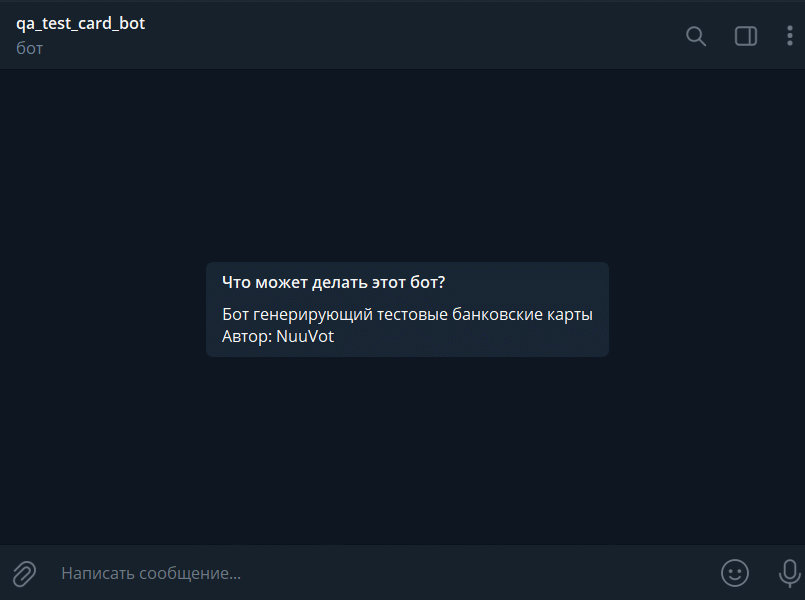 qa_test_card_bot
бот
Что может делать этот бот?
Бот генерирующий тестовые банковские карты
Автор: NuuVot
Написать сообщение...